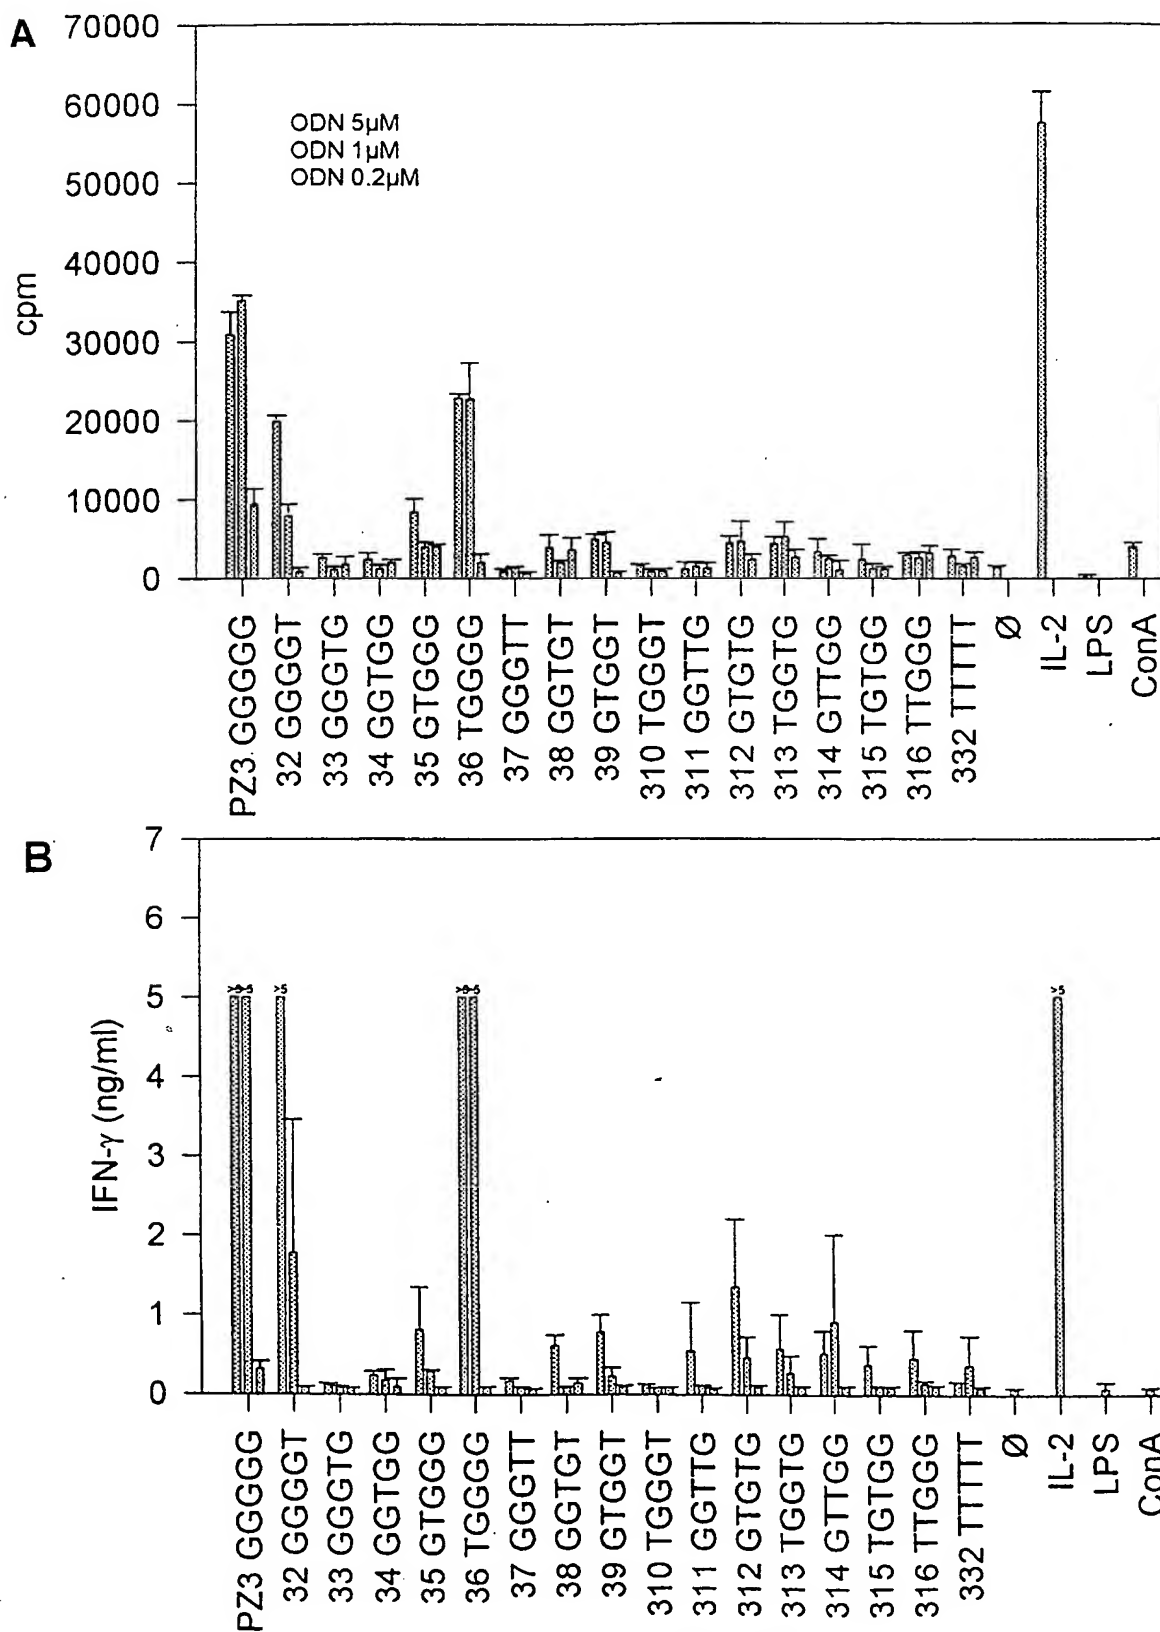 A
70000
60000
50000
40000
30000
20000
10000
0
cpm
ODN 5µM
ODN 1µM
ODN 0.2µM
PZ3 GGGGG
32 GGGGT
33 GGGTG
34 GGTGG
35 GTGGG
36 TGGGG
37 GGGTT
38 GGTGT
39 GTGGT
310 TGGGT
311 GGTTG
312 GTGTG
313 TGGTG
314 GTTGG
315 TGTGG
316 TTGGG
332 TTTTT
Ø
IL-2
LPS
ConA
B
7
6
5
4
3
2
1
0
IFN-γ (ng/ml)
>5
>5
>5
>5
PZ3 GGGGG
32 GGGGT
33 GGGTG
34 GGTGG
35 GTGGG
36 TGGGG
37 GGGTT
38 GGTGT
39 GTGGT
310 TGGGT
311 GGTTG
312 GTGTG
313 TGGTG
314 GTTGG
315 TGTGG
316 TTGGG
332 TTTTT
Ø
IL-2
LPS
ConA